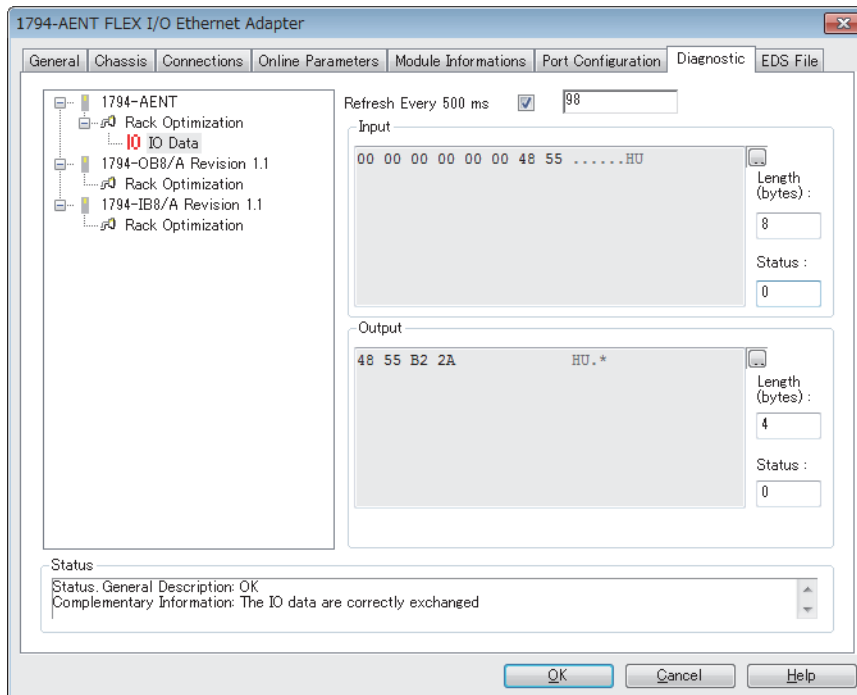 1794-AENT FLEX I/O Ethernet Adapter
General Chassis Connections Online Parameters Module Informations Port Configuration Diagnostic EDS File
1794-AENT
Rack Optimization
IO IO Data
1794-OB8/A Revision 1.1
Rack Optimization
1794-IB8/A Revision 1.1
Rack Optimization
Refresh Every 500 ms 98
Input
00 00 00 00 00 00 48 55 ......HU
...
Length
(bytes) :
8
Status :
0
Output
48 55 B2 2A HU.*
...
Length
(bytes) :
4
Status :
0
Status
Status. General Description: OK
Complementary Information: The IO data are correctly exchanged
OK Cancel Help